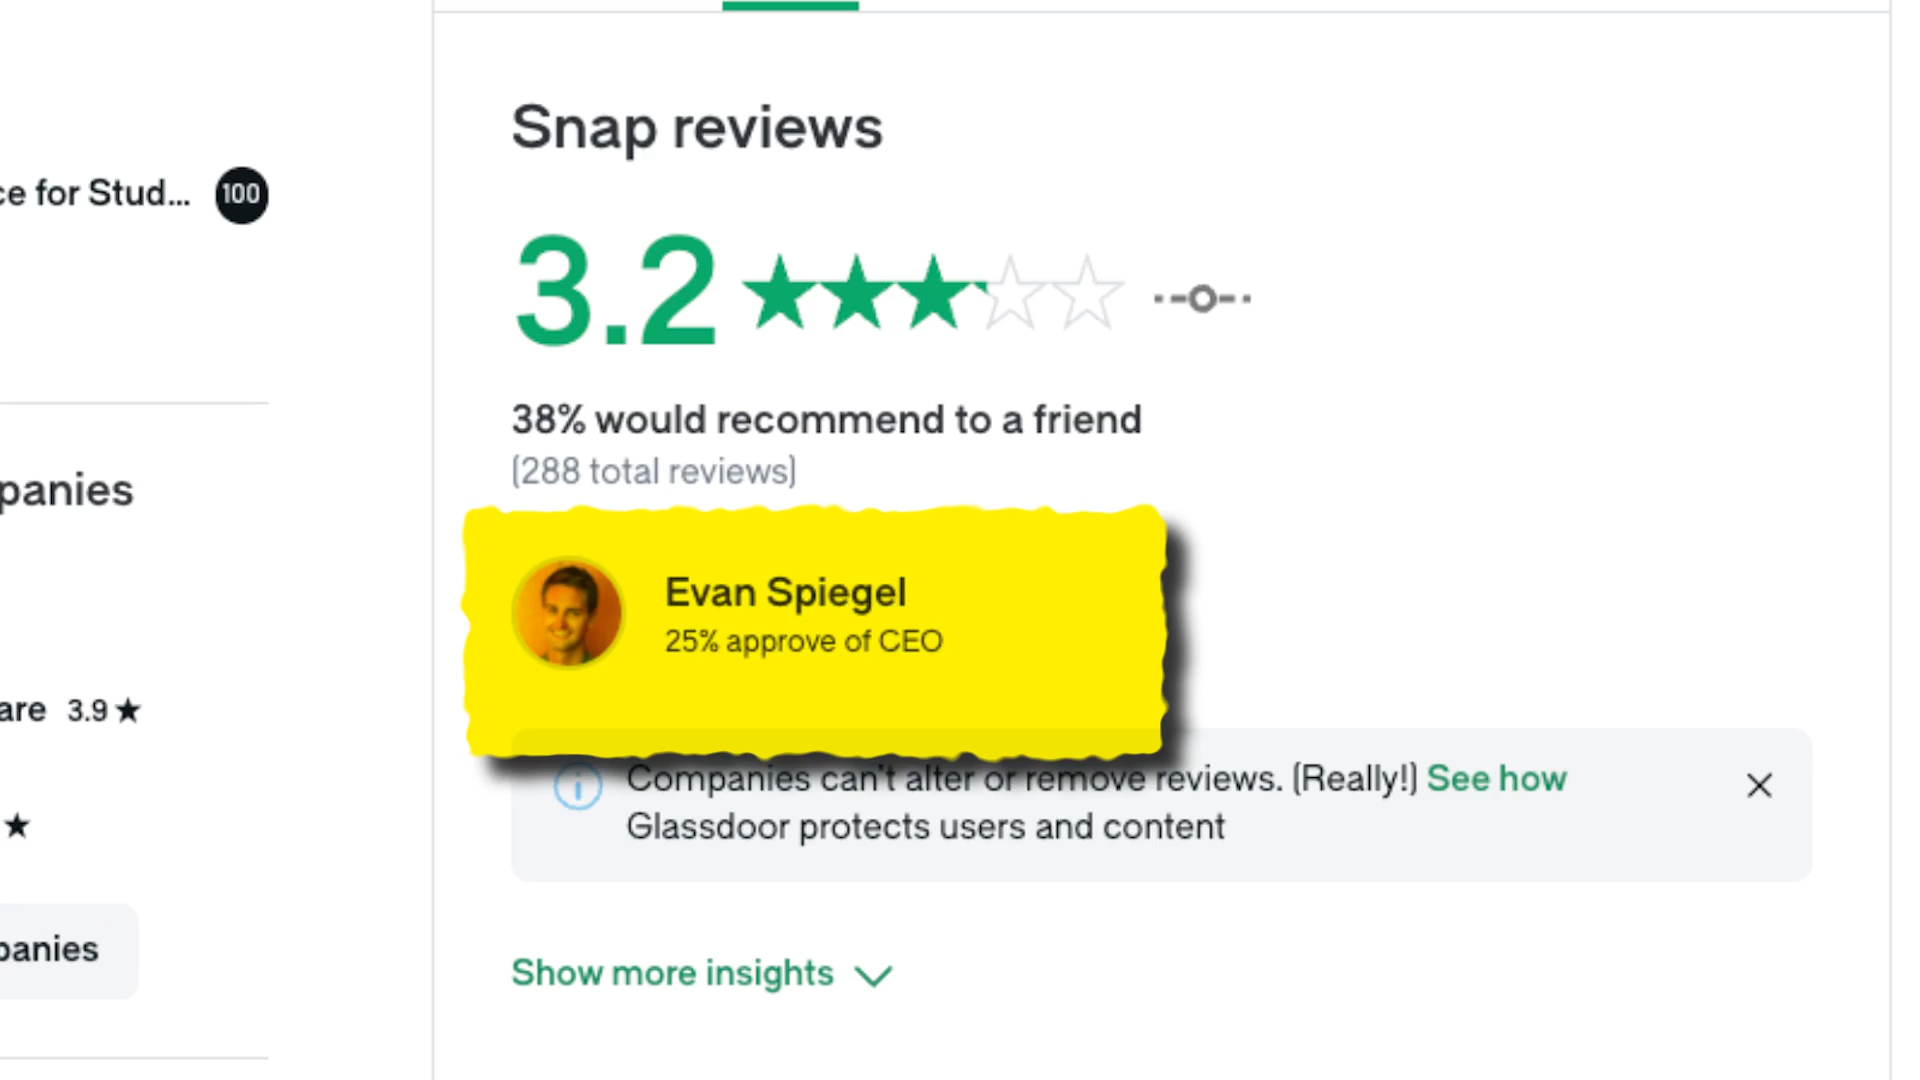 ce for Stud...
100
panies
are 3.9 ★
★
panies
Snap reviews
3.2
38% would recommend to a friend
(288 total reviews)
Evan Spiegel
25% approve of CEO
Companies can't alter or remove reviews. (Really!) See how
Glassdoor protects users and content
Show more insights